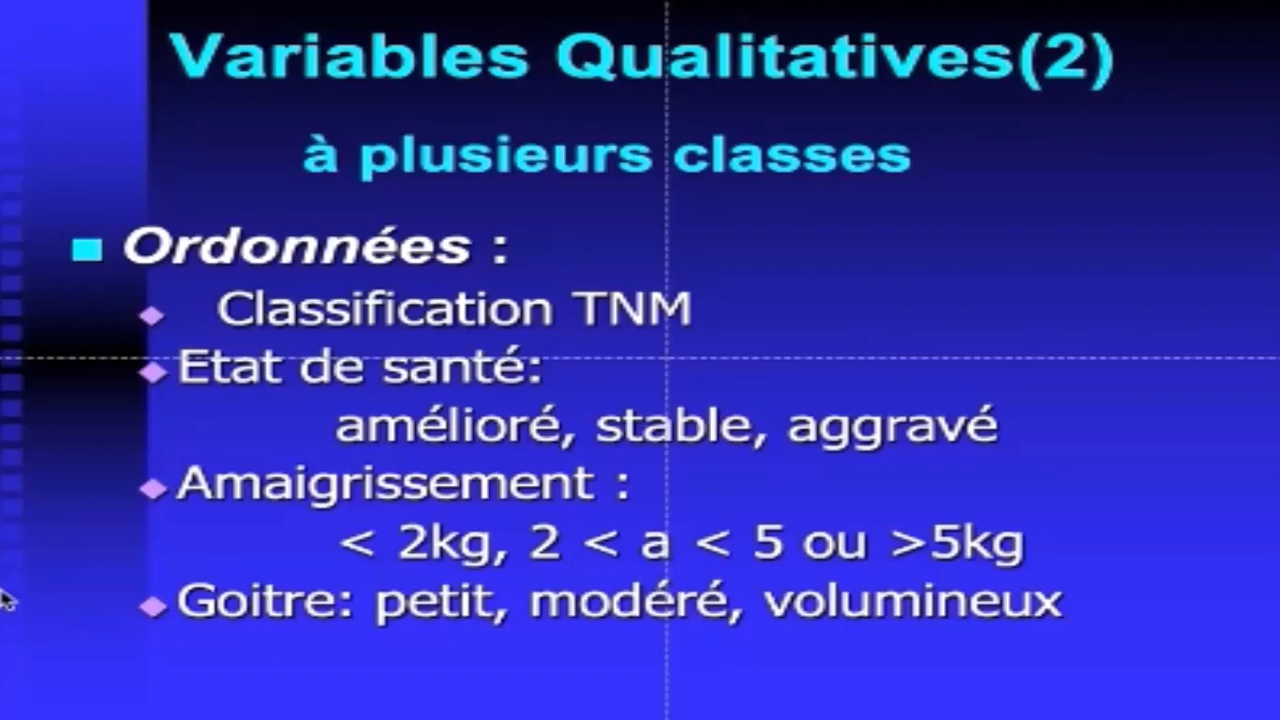 Variables Qualitatives(2)
à plusieurs classes
Ordonnées :
Classification TNM
Etat de santé:
amélioré, stable, aggravé
Amaigrissement :
< 2kg, 2 < a < 5 ou >5kg
Goitre: petit, modéré, volumineux